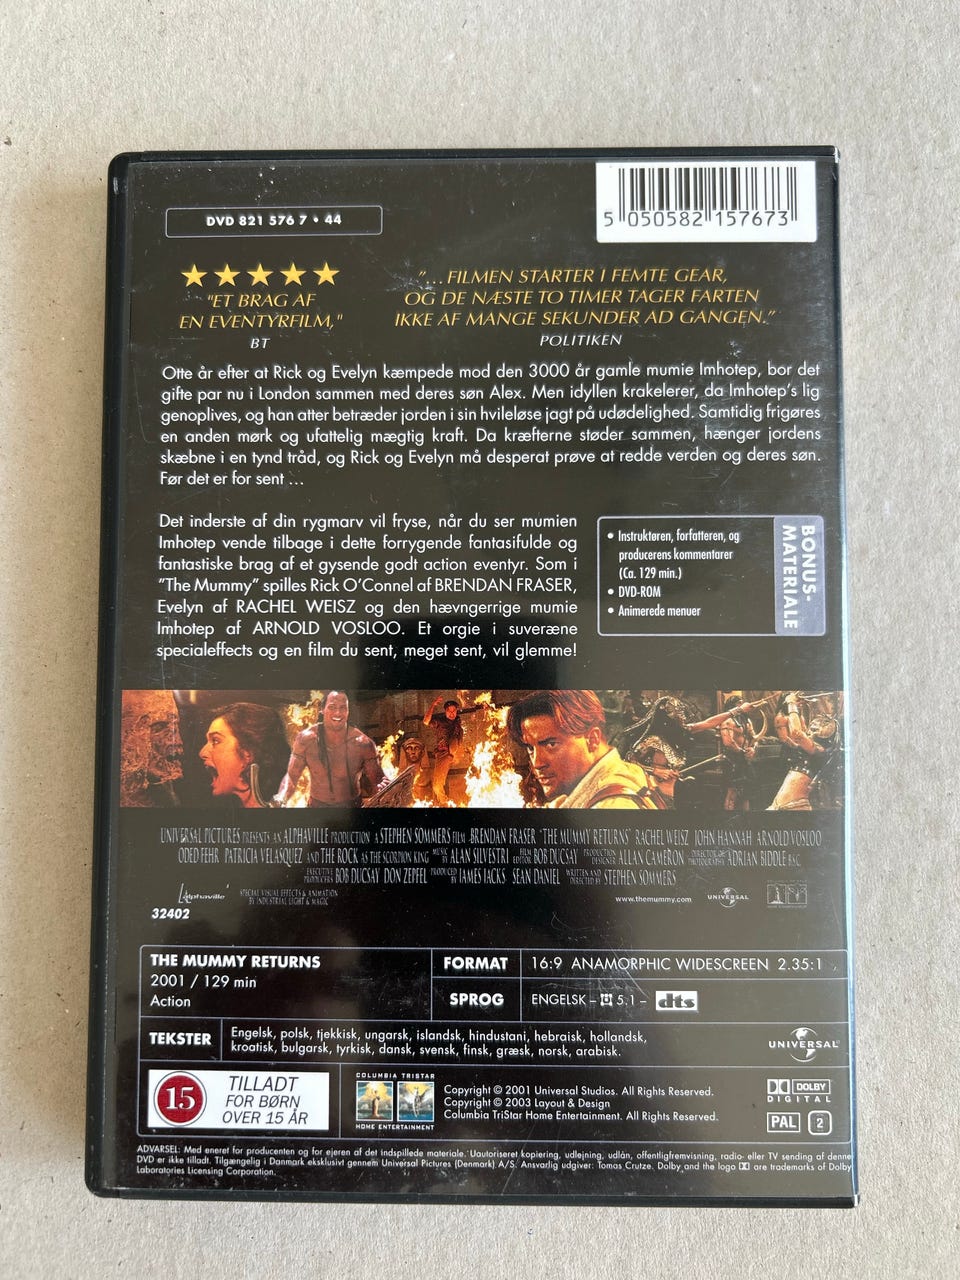 DVD 821 576 7 • 44
5 050582 157673
"ET BRAG AF
EN EVENTYRFILM,"
BT
"...FILMEN STARTER I FEMTE GEAR,
OG DE NÆSTE TO TIMER TAGER FARTEN
IKKE AF MANGE SEKUNDER AD GANGEN."
POLITIKEN
Otte år efter at Rick og Evelyn kæmpede mod den 3000 år gamle mumie Imhotep, bor det
gifte par nu i London sammen med deres søn Alex. Men idyllen krakelerer, da Imhotep's lig
genoplives, og han atter betræder jorden i sin hvileløse jagt på udødelighed. Samtidig frigøres
en anden mørk og ufattelig mægtig kraft. Da kræfterne støder sammen, hænger jordens
skæbne i en tynd tråd, og Rick og Evelyn må desperat prøve at redde verden og deres søn.
Før det er for sent ...
Det inderste af din rygmarv vil fryse, når du ser mumien
Imhotep vende tilbage i dette forrygende fantasifulde og
fantastiske brag af et gysende godt action eventyr. Som i
"The Mummy" spilles Rick O'Connel af BRENDAN FRASER,
Evelyn af RACHEL WEISZ og den hævngerrige mumie
Imhotep af ARNOLD VOSLOO. Et orgie i suveræne
specialeffects og en film du sent, meget sent, vil glemme!
• Instruktøren, forfatteren, og
producerens kommentarer
(Ca. 129 min.)
• DVD-ROM
• Animerede menuer
BONUS-
MATERIALE
UNIVERSAL PICTURES PRESENTS AN ALPHAVILLE PRODUCTION A STEPHEN SOMMERS FILM BRENDAN FRASER "THE MUMMY RETURNS" RACHEL WEISZ JOHN HANNAH ARNOLD VOSLOO
ODED FEHR PATRICIA VELASQUEZ AND THE ROCK AS THE SCORPION KING MUSIC BY ALAN SILVESTRI FILM EDITOR BOB DUCSAY PRODUCTION DESIGNER ALLAN CAMERON DIRECTOR OF PHOTOGRAPHY ADRIAN BIDDLE B.S.C.
EXECUTIVE PRODUCERS BOB DUCSAY DON ZEPFEL PRODUCED BY JAMES JACKS SEAN DANIEL WRITTEN AND DIRECTED BY STEPHEN SOMMERS
Alphaville
SPECIAL VISUAL EFFECTS & ANIMATION
BY INDUSTRIAL LIGHT & MAGIC
www.themummy.com
UNIVERSAL
32402
THE MUMMY RETURNS
2001 / 129 min
Action
FORMAT
16:9 ANAMORPHIC WIDESCREEN 2.35:1
SPROG
ENGELSK – 5.1 – dts
TEKSTER
Engelsk, polsk, tjekkisk, ungarsk, islandsk, hindustani, hebraisk, hollandsk,
kroatisk, bulgarsk, tyrkisk, dansk, svensk, finsk, græsk, norsk, arabisk.
UNIVERSAL
15
TILLADT
FOR BØRN
OVER 15 ÅR
COLUMBIA TRISTAR
HOME ENTERTAINMENT
Copyright © 2001 Universal Studios. All Rights Reserved.
Copyright © 2003 Layout & Design
Columbia TriStar Home Entertainment. All Rights Reserved.
DOLBY
DIGITAL
PAL 2
ADVARSEL: Med eneret for producenten og for ejeren af det indspillede materiale. Uautoriseret kopiering, udlejning, udlån, offentligfremvisning, radio- eller TV sending af denne
DVD er ikke tilladt. Tilgængelig i Danmark eksklusivt gennem Universal Pictures (Denmark) A/S. Ansvarlig udgiver: Tomas Crutze. Dolby and the logo are trademarks of Dolby
Laboratories Licensing Corporation.